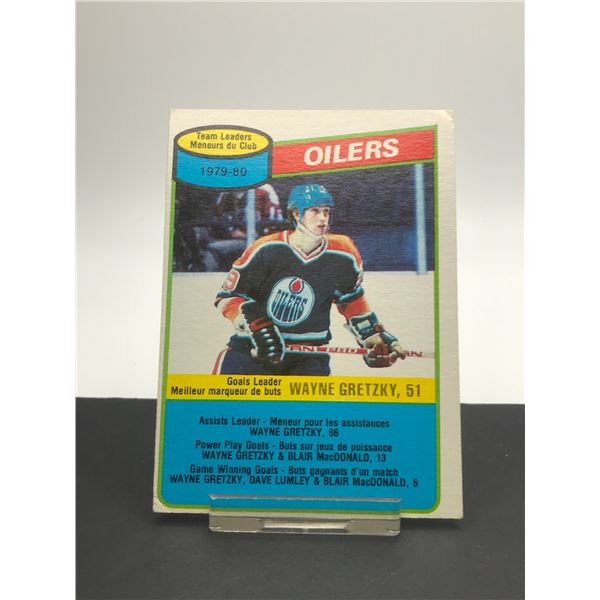 Team Leaders
Meneurs du Club
1979-80
OILERS
9
OILERS
Goals Leader
Meilleur marqueur de buts
WAYNE GRETZKY, 51
Assists Leader - Meneur pour les assistances
WAYNE GRETZKY, 86
Power Play Goals - Buts sur jeux de puissance
WAYNE GRETZKY & BLAIR MacDONALD, 13
Game Winning Goals - Buts gagnants d'un match
WAYNE GRETZKY, DAVE LUMLEY & BLAIR MacDONALD, 6